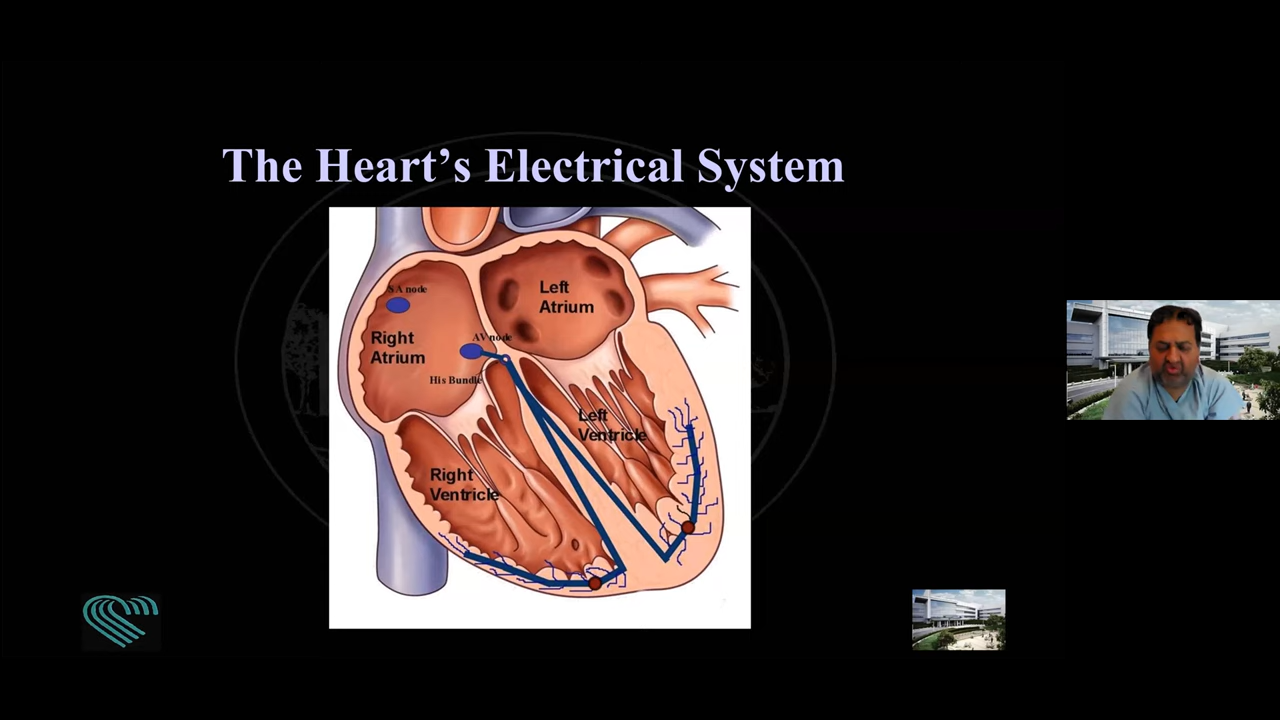 The Heart’s Electrical System
SA node
Left
Atrium
Right
Atrium
AV node
His Bundle
Left
Ventricle
Right
Ventricle